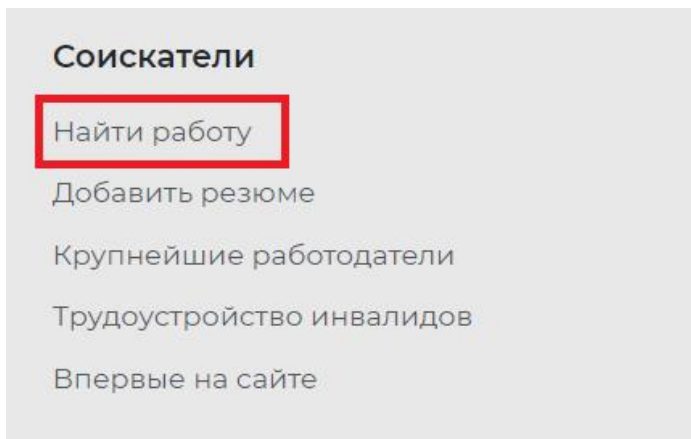 Соискатели
Найти работу
Добавить резюме
Крупнейшие работодатели
Трудоустройство инвалидов
Впервые на сайте